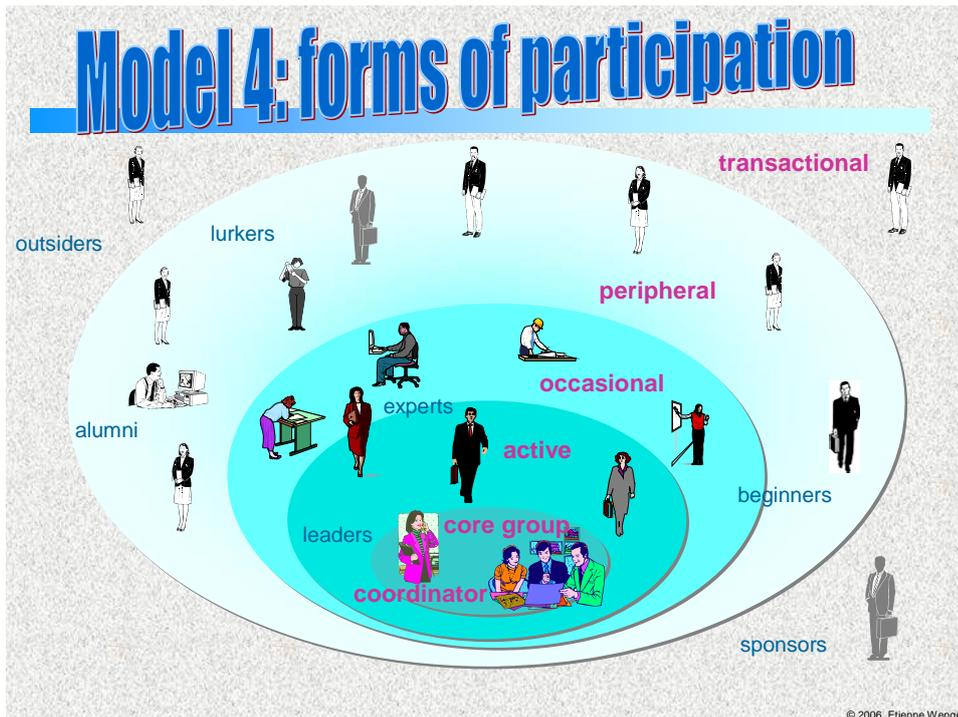 Model 4: forms of participation
transactional
outsiders
lurkers
peripheral
occasional
experts
alumni
active
beginners
core group
leaders
coordinator
sponsors
© 2006 Etienne